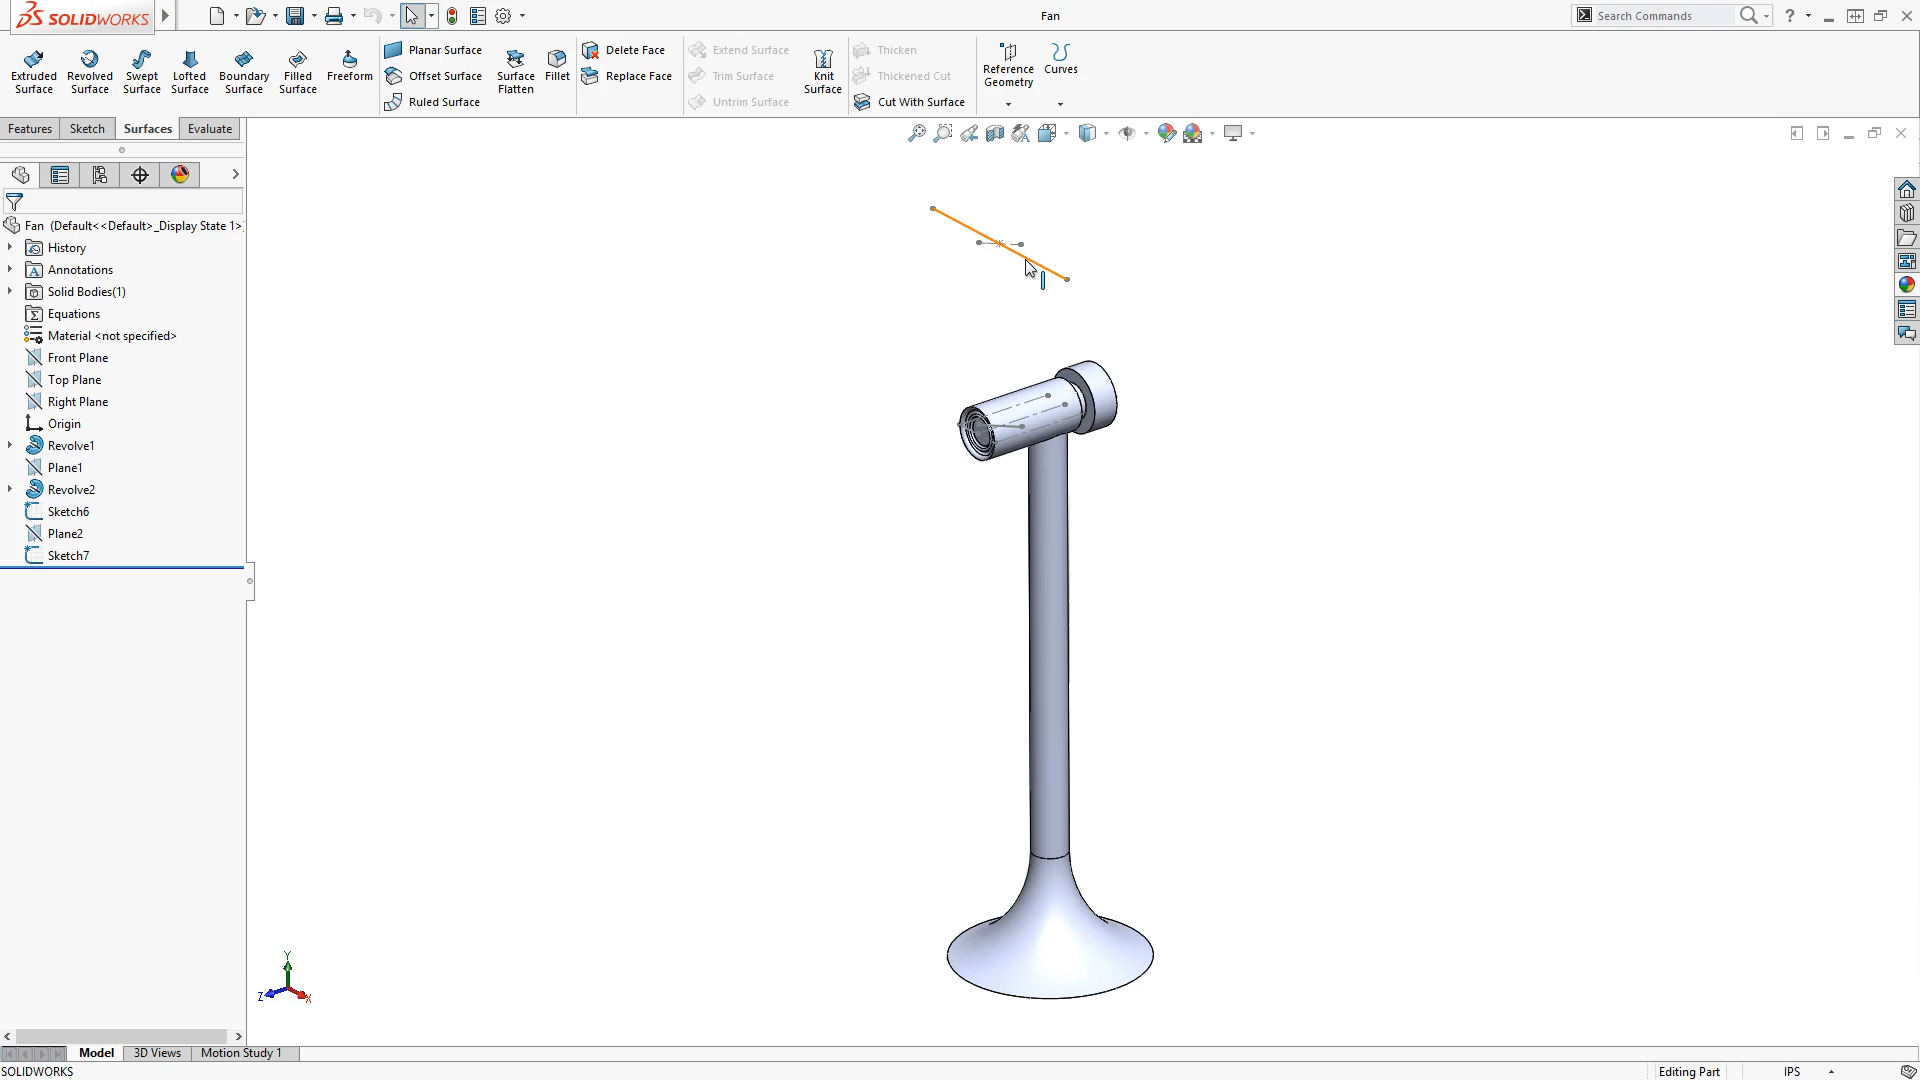 SOLIDWORKS
Fan
Search Commands
?
Extruded Surface
Revolved Surface
Swept Surface
Lofted Surface
Boundary Surface
Filled Surface
Freeform
Planar Surface
Offset Surface
Ruled Surface
Surface Flatten
Fillet
Delete Face
Replace Face
Extend Surface
Trim Surface
Untrim Surface
Knit Surface
Thicken
Thickened Cut
Cut With Surface
Reference Geometry
Curves
Features
Sketch
Surfaces
Evaluate
Fan (Default<<Default>_Display State 1>
History
Annotations
Solid Bodies(1)
Equations
Material <not specified>
Front Plane
Top Plane
Right Plane
Origin
Revolve1
Plane1
Revolve2
Sketch6
Plane2
Sketch7
Y
Z
X
Model
3D Views
Motion Study 1
SOLIDWORKS
Editing Part
IPS